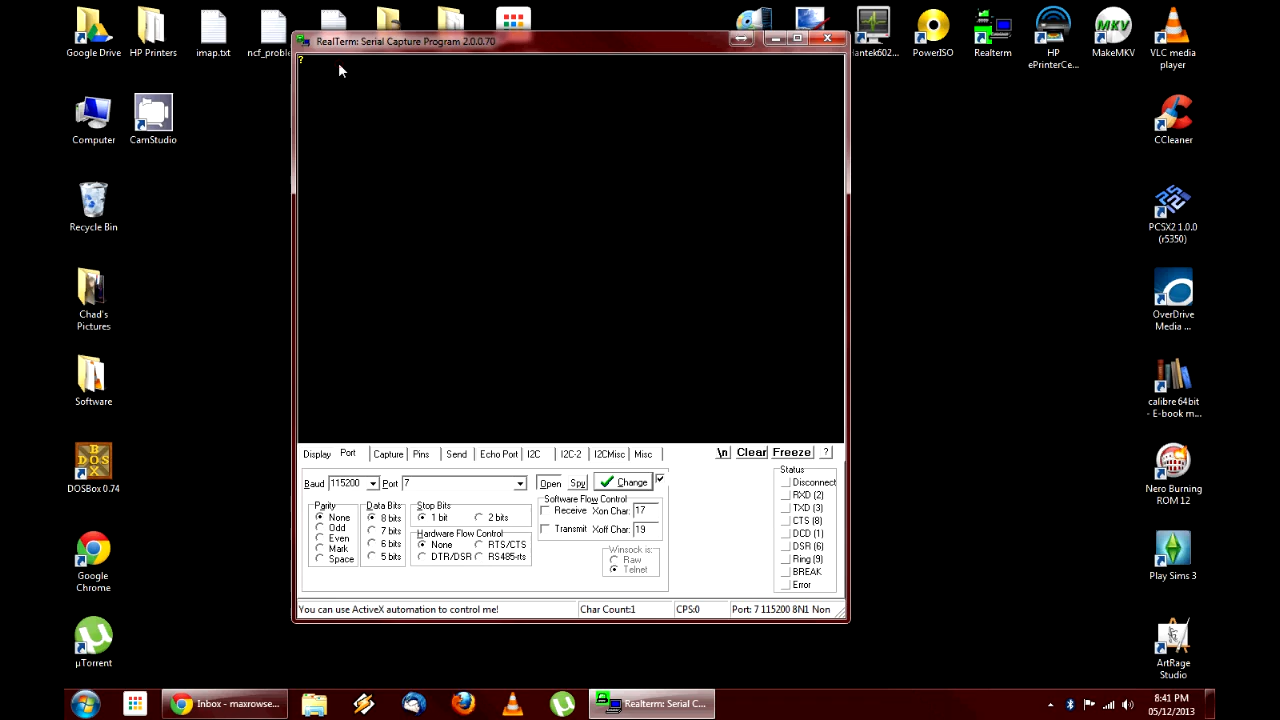 Google Drive
HP Printers
imap.txt
ncf_probl
RealTerm: Serial Capture Program 2.0.0.70
PowerISO
Realterm
HP
ePrinterCe...
MakeMKV
VLC media
player
?
Computer
CamStudio
CCleaner
Recycle Bin
PCSX2 1.0.0
(r5350)
Chad's
Pictures
OverDrive
Media ...
Software
calibre 64bit
- E-book m...
DOSBox 0.74
Nero Burning
ROM 12
Google
Chrome
Play Sims 3
µTorrent
ArtRage
Studio
Display Port Capture Pins Send Echo Port I2C I2C-2 I2CMisc Misc \n Clear Freeze ?
Baud 115200 Port 7 Open Spy Change
Parity
None
Odd
Even
Mark
Space
Data Bits
8 bits
7 bits
6 bits
5 bits
Stop Bits
1 bit 2 bits
Hardware Flow Control
None RTS/CTS
DTR/DSR RS485-rts
Software Flow Control
Receive Xon Char: 17
Transmit Xoff Char: 19
Winsock is:
Raw
Telnet
Status
Disconnect
RXD (2)
TXD (3)
CTS (8)
DCD (1)
DSR (6)
Ring (9)
BREAK
Error
You can use ActiveX automation to control me! Char Count:1 CPS:0 Port: 7 115200 8N1 Non
Inbox - maxrowse...
Realterm: Serial C...
8:41 PM
05/12/2013